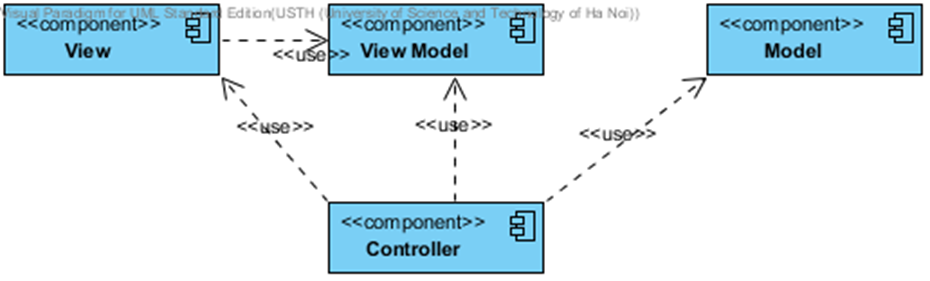 Visual Paradigm for UML Standard Edition(USTH (University of Science and Technology of Ha Noi))
<<component>>
View
<<use>>
<<component>>
View Model
<<component>>
Model
<<use>>
<<use>>
<<use>>
<<component>>
Controller